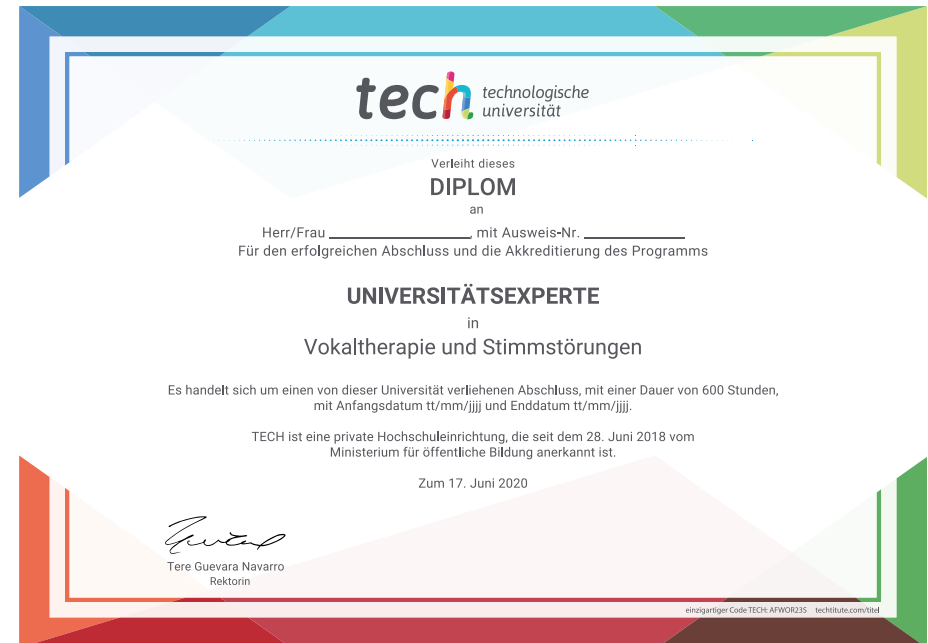 tech technologische
universität
Verleiht dieses
DIPLOM
an
Herr/Frau ____________________, mit Ausweis-Nr. ______________
Für den erfolgreichen Abschluss und die Akkreditierung des Programms
UNIVERSITÄTSEXPERTE
in
Vokaltherapie und Stimmstörungen
Es handelt sich um einen von dieser Universität verliehenen Abschluss, mit einer Dauer von 600 Stunden,
mit Anfangsdatum tt/mm/jjjj und Enddatum tt/mm/jjjj.
TECH ist eine private Hochschuleinrichtung, die seit dem 28. Juni 2018 vom
Ministerium für öffentliche Bildung anerkannt ist.
Zum 17. Juni 2020
Tere Guevara Navarro
Rektorin
einzigartiger Code TECH: AFWOR23S techtitute.com/titel